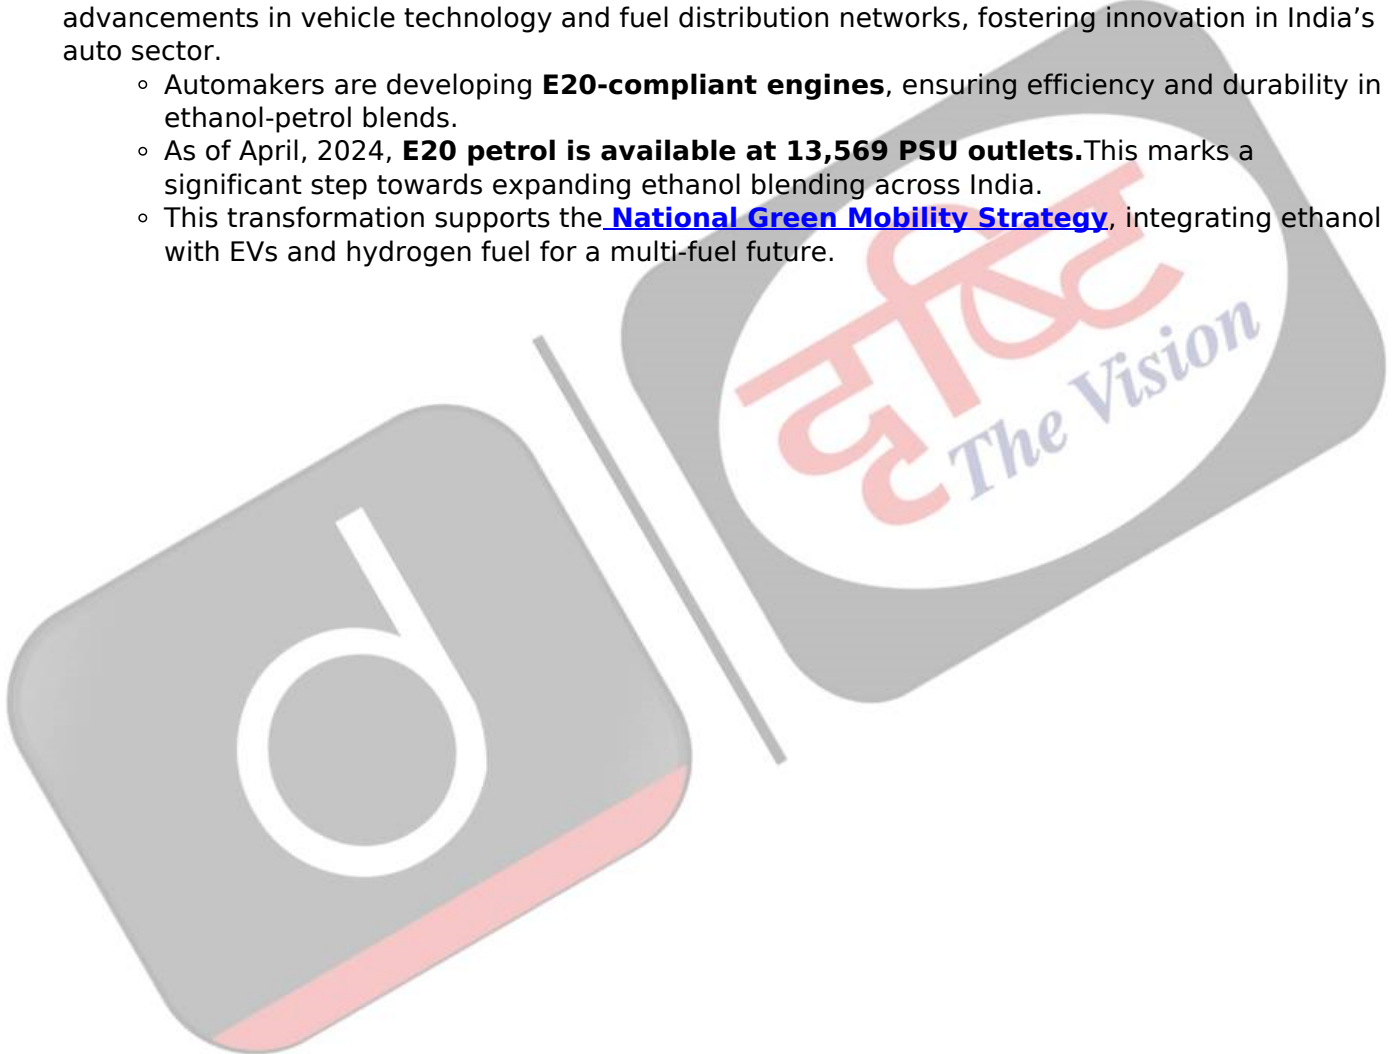 advancements in vehicle technology and fuel distribution networks, fostering innovation in India’s
auto sector.
◦ Automakers are developing E20-compliant engines, ensuring efficiency and durability in
ethanol-petrol blends.
◦ As of April, 2024, E20 petrol is available at 13,569 PSU outlets.This marks a
significant step towards expanding ethanol blending across India.
◦ This transformation supports the National Green Mobility Strategy, integrating ethanol
with EVs and hydrogen fuel for a multi-fuel future.
दृष्टि
The Vision
d